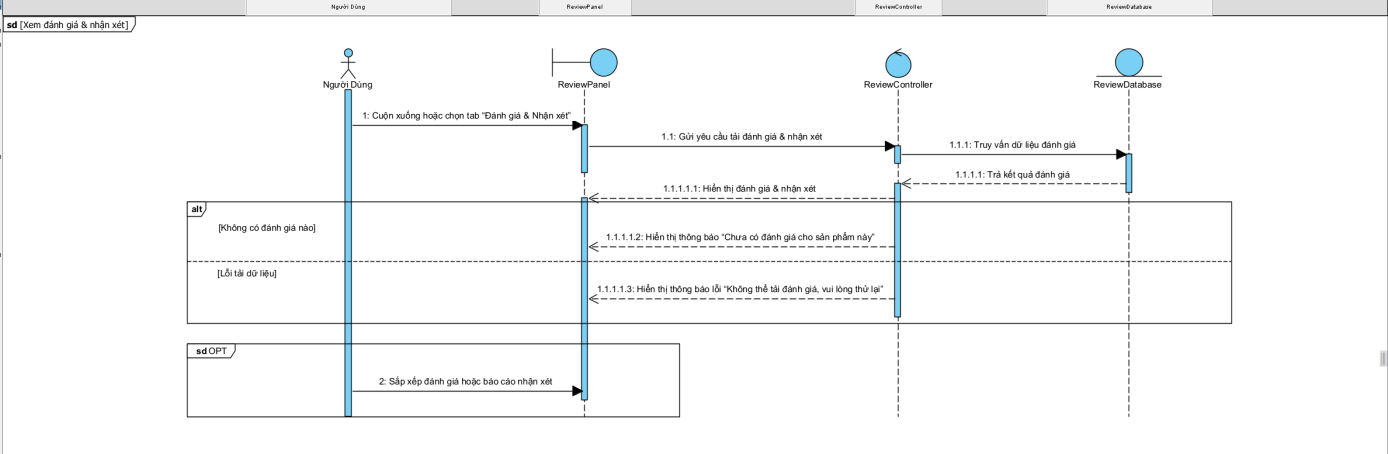 Người Dùng ReviewPanel ReviewController ReviewDatabase
sd [Xem đánh giá & nhận xét]
Người Dùng ReviewPanel ReviewController ReviewDatabase
1: Cuộn xuống hoặc chọn tab “Đánh giá & Nhận xét”
1.1: Gửi yêu cầu tải đánh giá & nhận xét
1.1.1: Truy vấn dữ liệu đánh giá
1.1.1.1: Trả kết quả đánh giá
1.1.1.1.1: Hiển thị đánh giá & nhận xét
alt
[Không có đánh giá nào]
1.1.1.1.2: Hiển thị thông báo “Chưa có đánh giá cho sản phẩm này”
[Lỗi tải dữ liệu]
1.1.1.1.3: Hiển thị thông báo lỗi “Không thể tải đánh giá, vui lòng thử lại”
sd OPT
2: Sắp xếp đánh giá hoặc báo cáo nhận xét